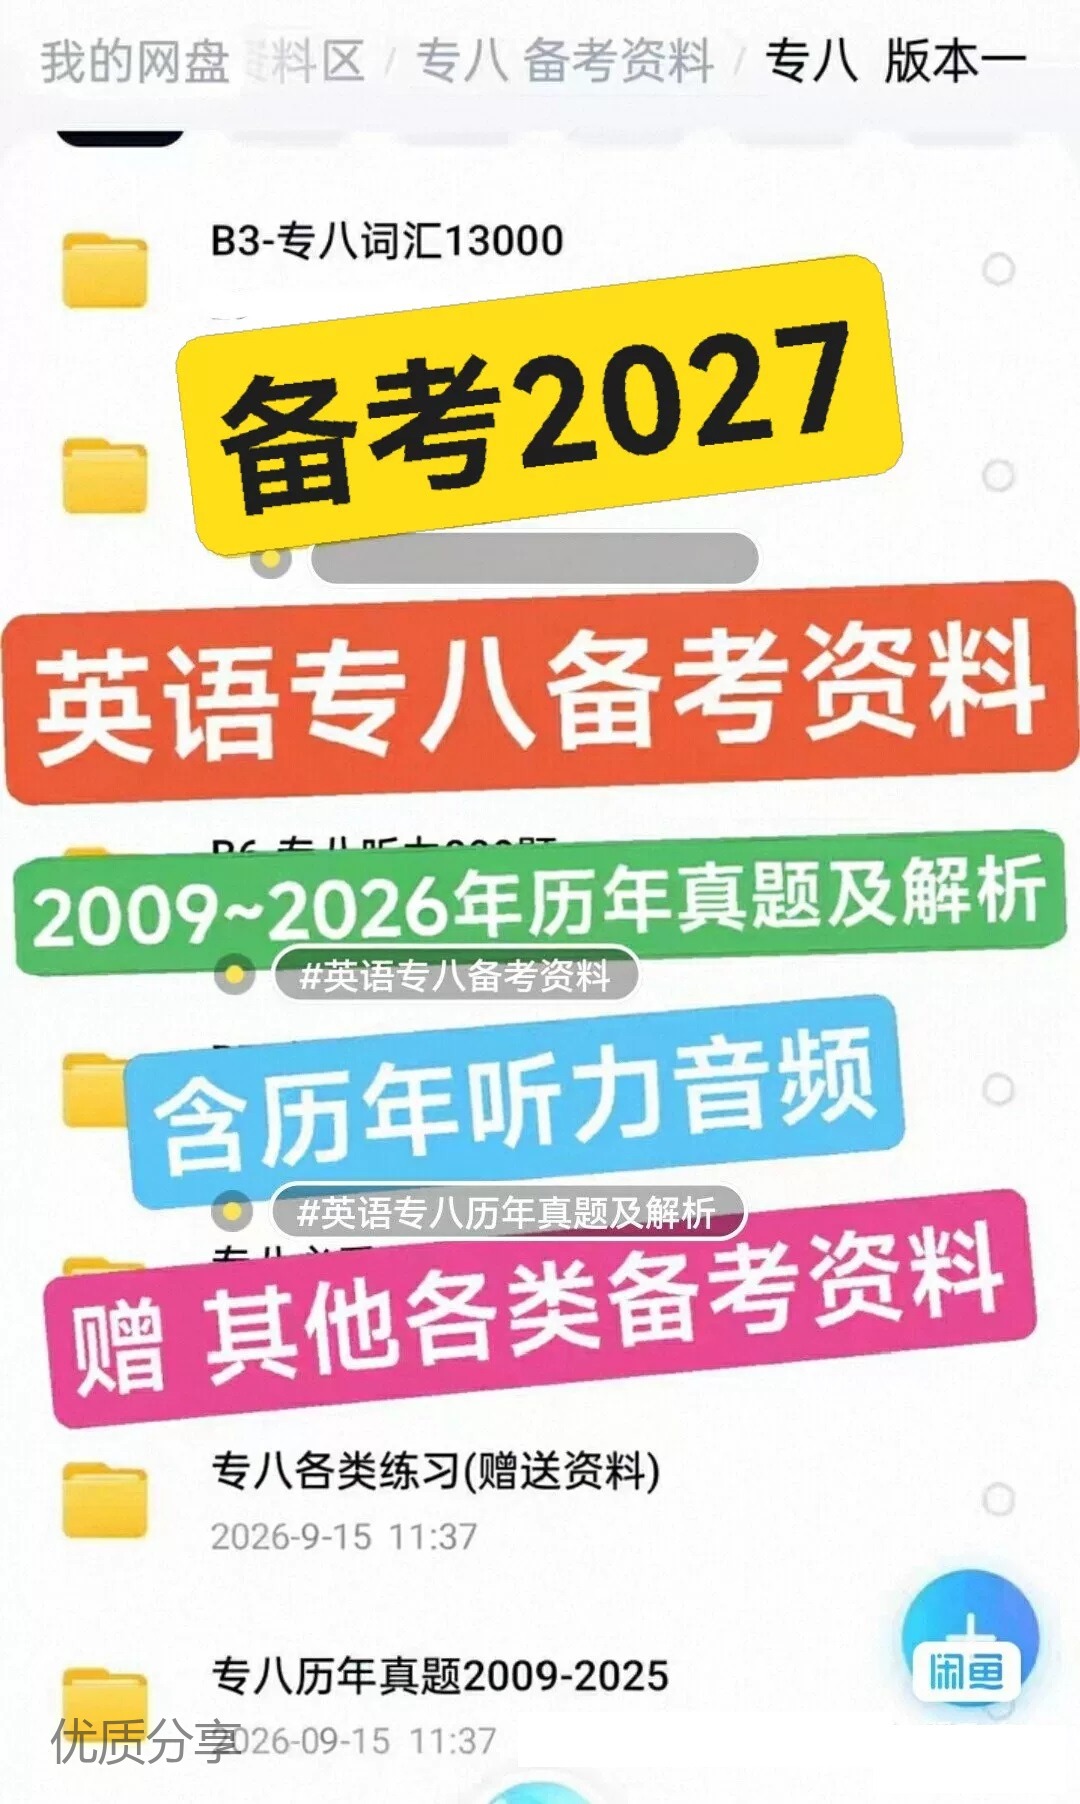 我的网盘 资料区 / 专八 备考资料 / 专八 版本一
B3-专八词汇13000
备考2027
英语专八备考资料
2009~2026年历年真题及解析
#英语专八备考资料
含历年听力音频
#英语专八历年真题及解析
赠 其他各类备考资料
专八各类练习(赠送资料)
2026-9-15 11:37
闲鱼
专八历年真题2009-2025
优质分享
2026-09-15 11:37